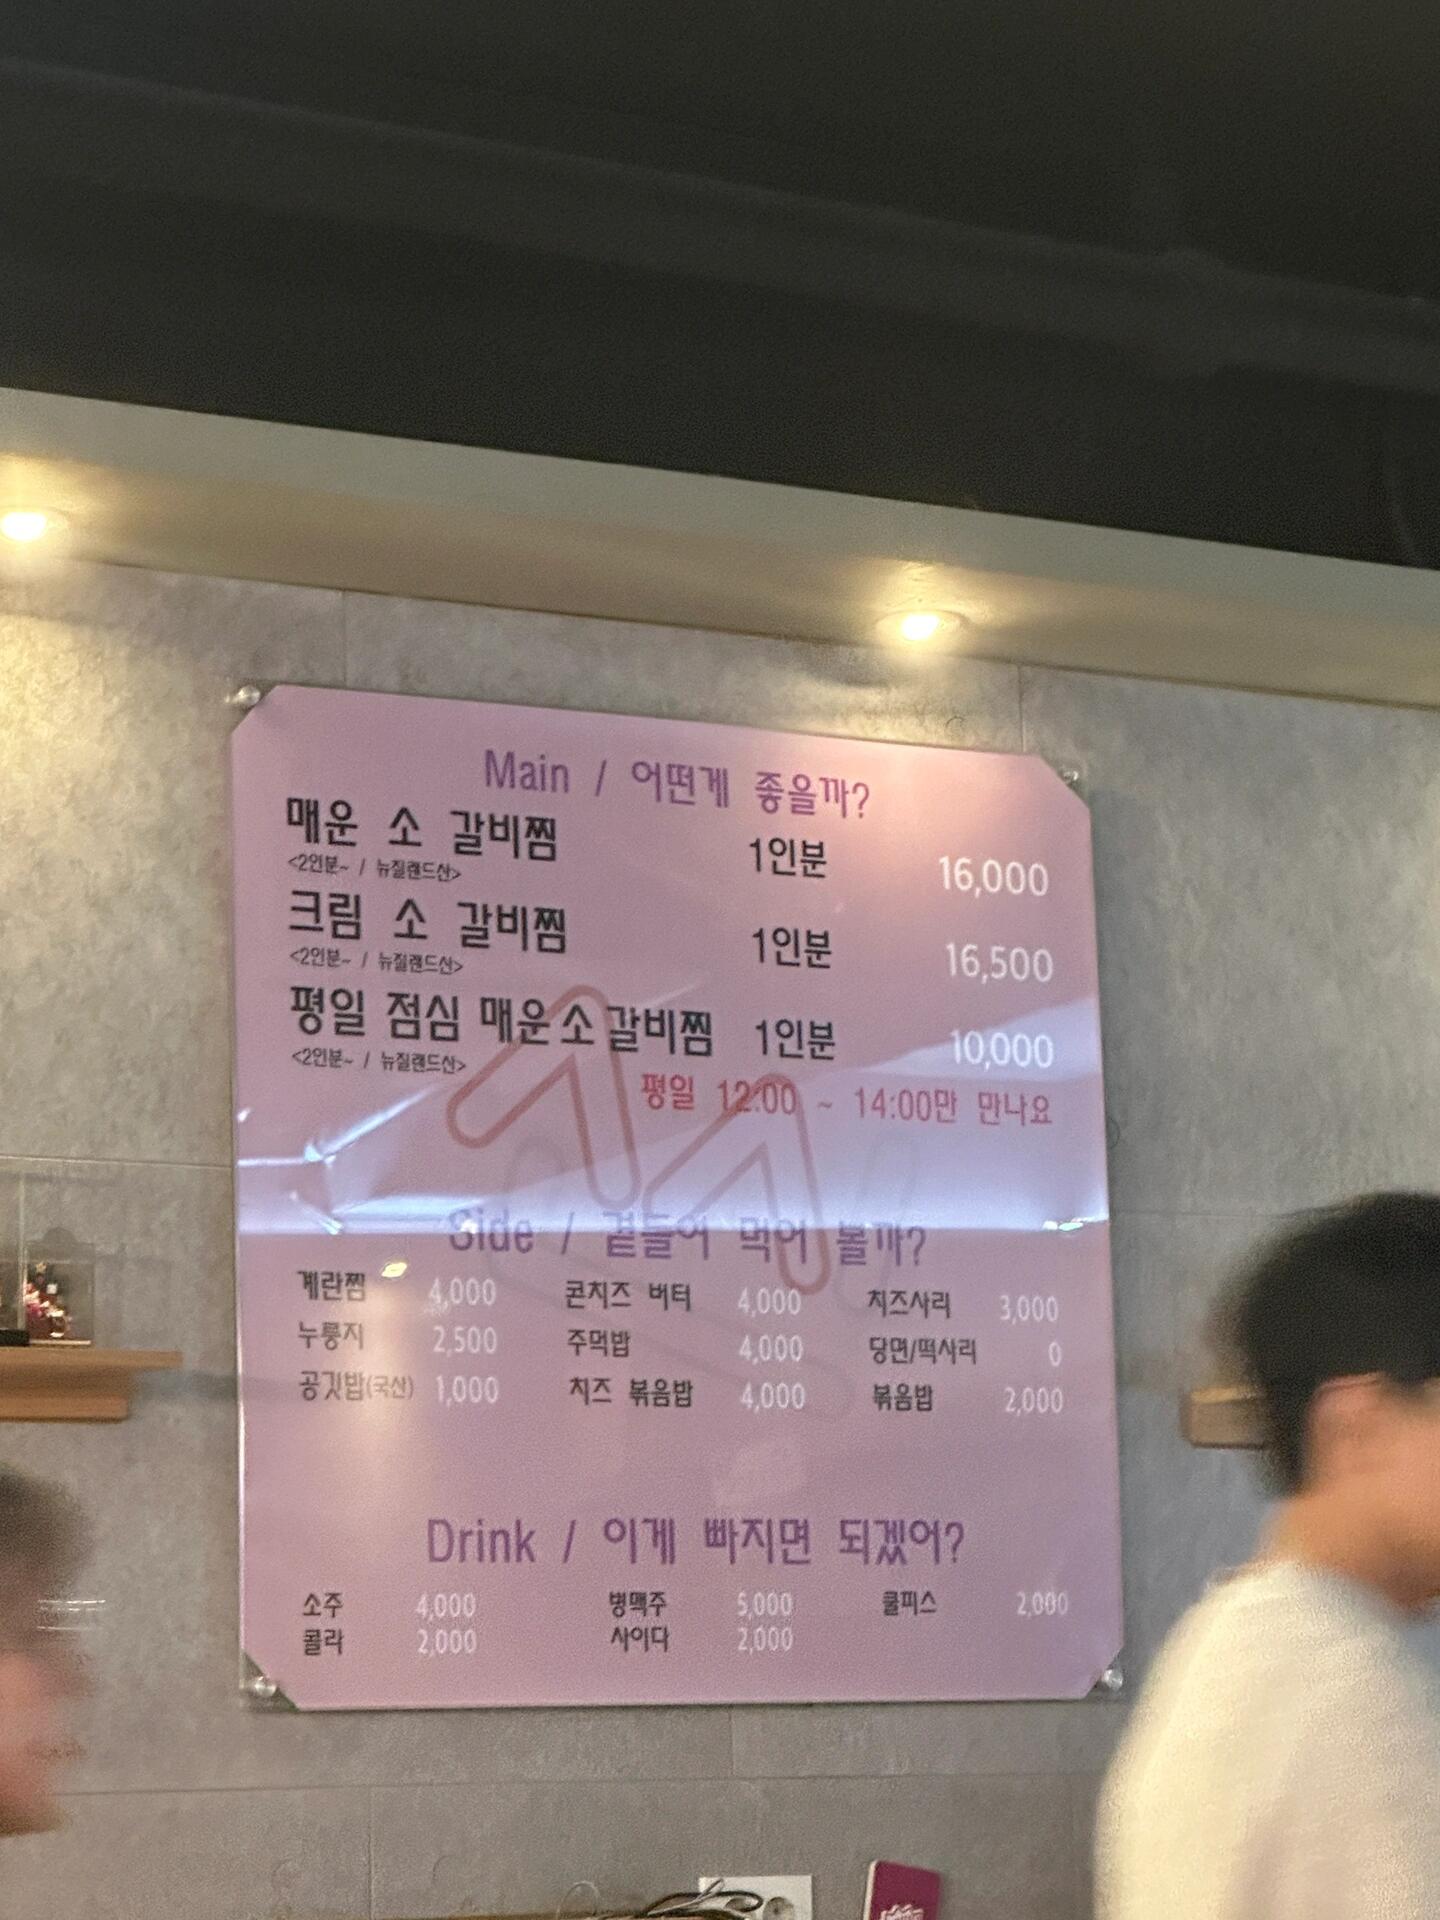 Main / 어떤게 좋을까?
매운 소 갈비찜 1인분 16,000
<2인분~ / 뉴질랜드산>
크림 소 갈비찜 1인분 16,500
<2인분~ / 뉴질랜드산>
평일 점심 매운소갈비찜 1인분 10,000
<2인분~ / 뉴질랜드산>
평일 12:00 ~ 14:00만 만나요
Side / 곁들여 먹어 볼까?
계란찜 4,000 콘치즈 버터 4,000 치즈사리 3,000
누룽지 2,500 주먹밥 4,000 당면/떡사리 0
공깃밥(국산) 1,000 치즈 볶음밥 4,000 볶음밥 2,000
Drink / 이게 빠지면 되겠어?
소주 4,000 병맥주 5,000 쿨피스 2,000
콜라 2,000 사이다 2,000